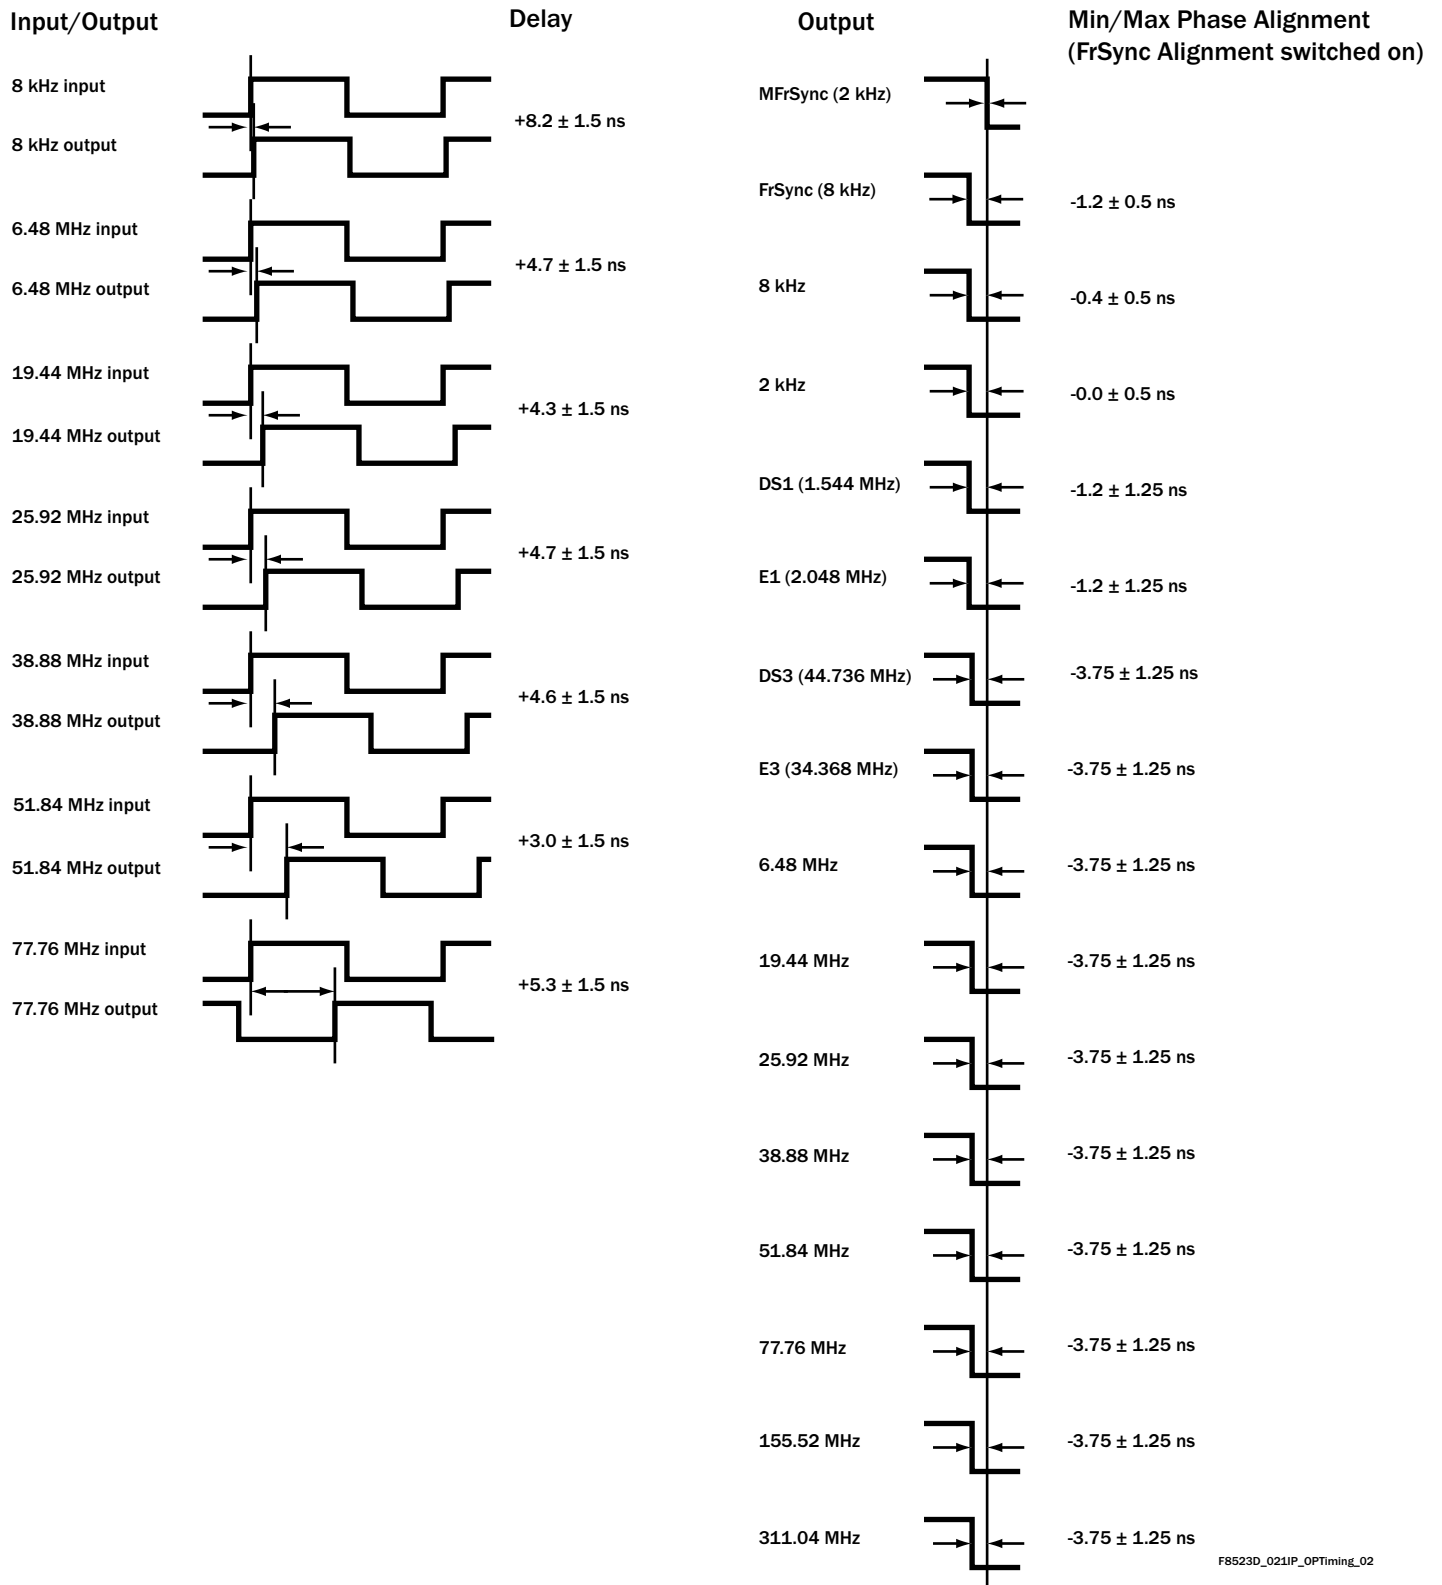 Input/Output
Delay
8 kHz input
+8.2 ± 1.5 ns
8 kHz output
6.48 MHz input
+4.7 ± 1.5 ns
6.48 MHz output
19.44 MHz input
+4.3 ± 1.5 ns
19.44 MHz output
25.92 MHz input
+4.7 ± 1.5 ns
25.92 MHz output
38.88 MHz input
+4.6 ± 1.5 ns
38.88 MHz output
51.84 MHz input
+3.0 ± 1.5 ns
51.84 MHz output
77.76 MHz input
+5.3 ± 1.5 ns
77.76 MHz output
Output
Min/Max Phase Alignment
(FrSync Alignment switched on)
MFrSync (2 kHz)
FrSync (8 kHz)
-1.2 ± 0.5 ns
8 kHz
-0.4 ± 0.5 ns
2 kHz
-0.0 ± 0.5 ns
DS1 (1.544 MHz)
-1.2 ± 1.25 ns
E1 (2.048 MHz)
-1.2 ± 1.25 ns
DS3 (44.736 MHz)
-3.75 ± 1.25 ns
E3 (34.368 MHz)
-3.75 ± 1.25 ns
6.48 MHz
-3.75 ± 1.25 ns
19.44 MHz
-3.75 ± 1.25 ns
25.92 MHz
-3.75 ± 1.25 ns
38.88 MHz
-3.75 ± 1.25 ns
51.84 MHz
-3.75 ± 1.25 ns
77.76 MHz
-3.75 ± 1.25 ns
155.52 MHz
-3.75 ± 1.25 ns
311.04 MHz
-3.75 ± 1.25 ns
F8523D_021IP_OPTiming_02